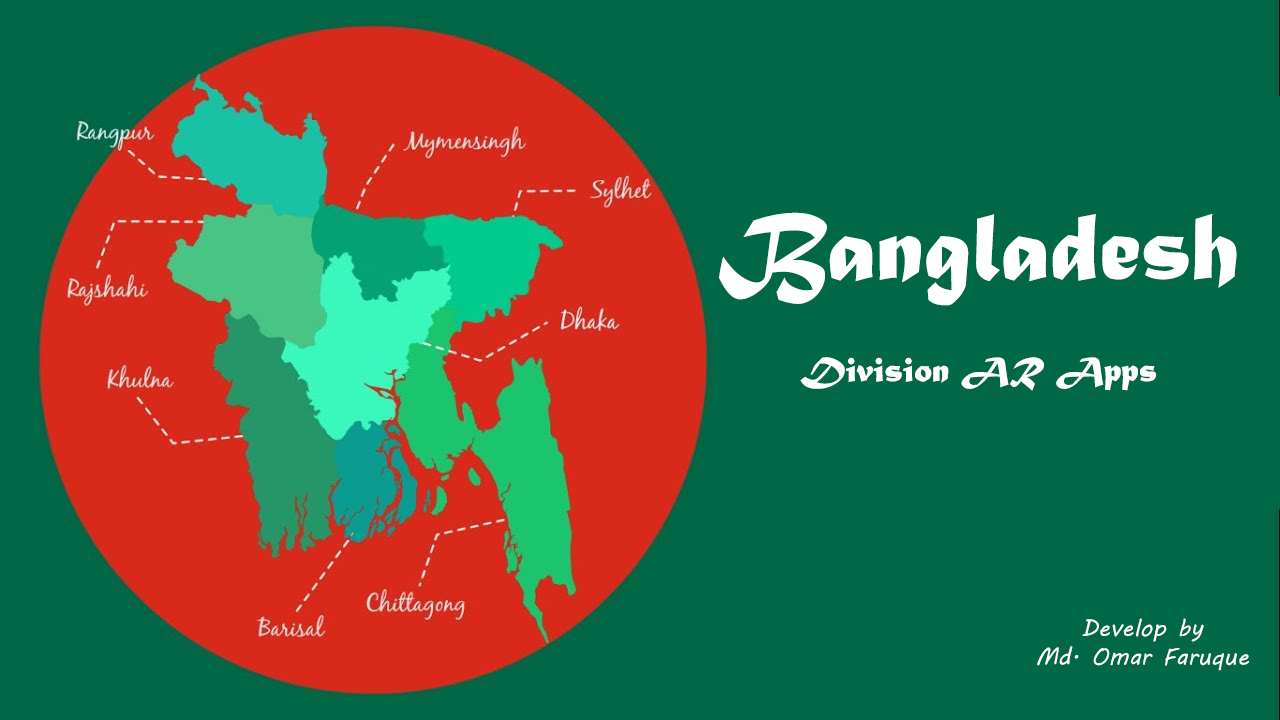 Rangpur
Mymensingh
Sylhet
Rajshahi
Dhaka
Khulna
Chittagong
Barisal
Bangladesh
Division AR Apps
Develop by
Md. Omar Faruque